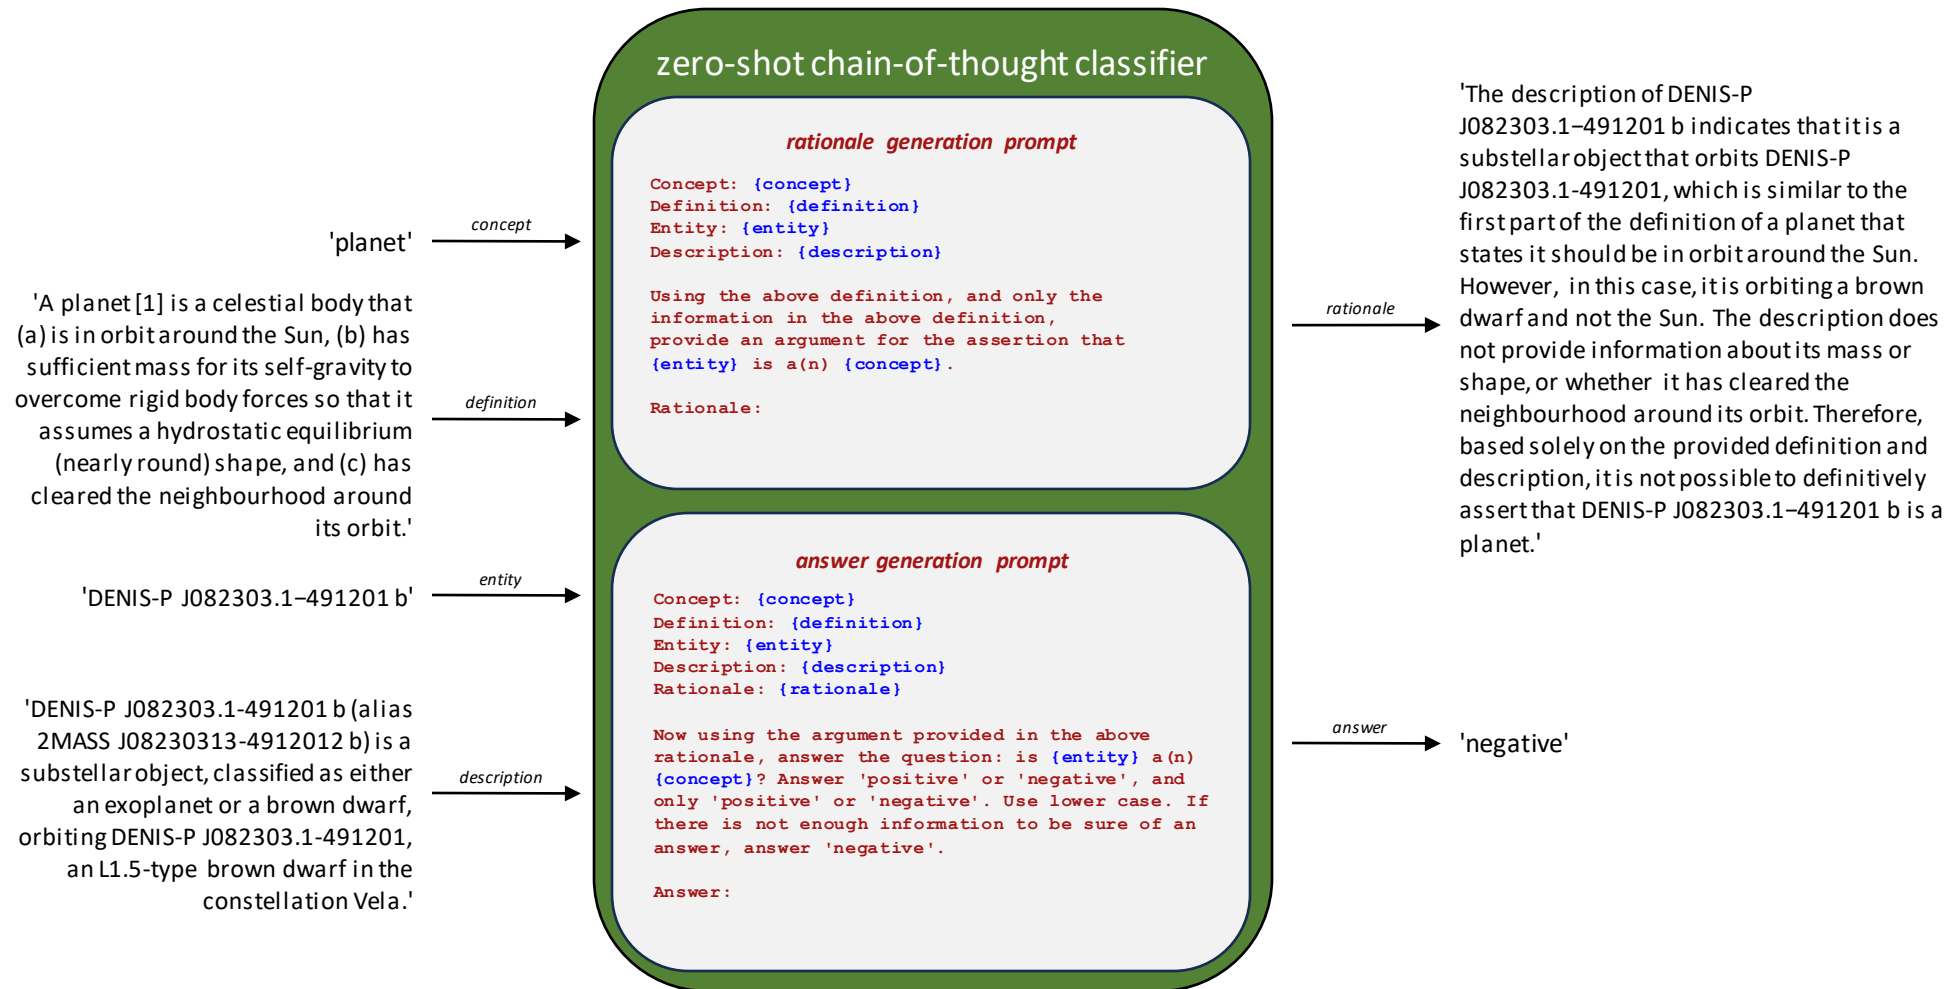 zero-shot chain-of-thought classifier
rationale generation prompt
Concept: {concept}
Definition: {definition}
Entity: {entity}
Description: {description}
Using the above definition, and only the
information in the above definition,
provide an argument for the assertion that
{entity} is a(n) {concept}.
Rationale:
answer generation prompt
Concept: {concept}
Definition: {definition}
Entity: {entity}
Description: {description}
Rationale: {rationale}
Now using the argument provided in the above
rationale, answer the question: is {entity} a(n)
{concept}? Answer 'positive' or 'negative', and
only 'positive' or 'negative'. Use lower case. If
there is not enough information to be sure of an
answer, answer 'negative'.
Answer:
'planet'
concept
'A planet [1] is a celestial body that
(a) is in orbit around the Sun, (b) has
sufficient mass for its self-gravity to
overcome rigid body forces so that it
assumes a hydrostatic equilibrium
(nearly round) shape, and (c) has
cleared the neighbourhood around
its orbit.'
definition
'DENIS-P J082303.1–491201 b'
entity
'DENIS-P J082303.1-491201 b (alias
2MASS J08230313-4912012 b) is a
substellar object, classified as either
an exoplanet or a brown dwarf,
orbiting DENIS-P J082303.1-491201,
an L1.5-type brown dwarf in the
constellation Vela.'
description
rationale
'The description of DENIS-P
J082303.1–491201 b indicates that it is a
substellar object that orbits DENIS-P
J082303.1-491201, which is similar to the
first part of the definition of a planet that
states it should be in orbit around the Sun.
However, in this case, it is orbiting a brown
dwarf and not the Sun. The description does
not provide information about its mass or
shape, or whether it has cleared the
neighbourhood around its orbit. Therefore,
based solely on the provided definition and
description, it is not possible to definitively
assert that DENIS-P J082303.1–491201 b is a
planet.'
answer
'negative'